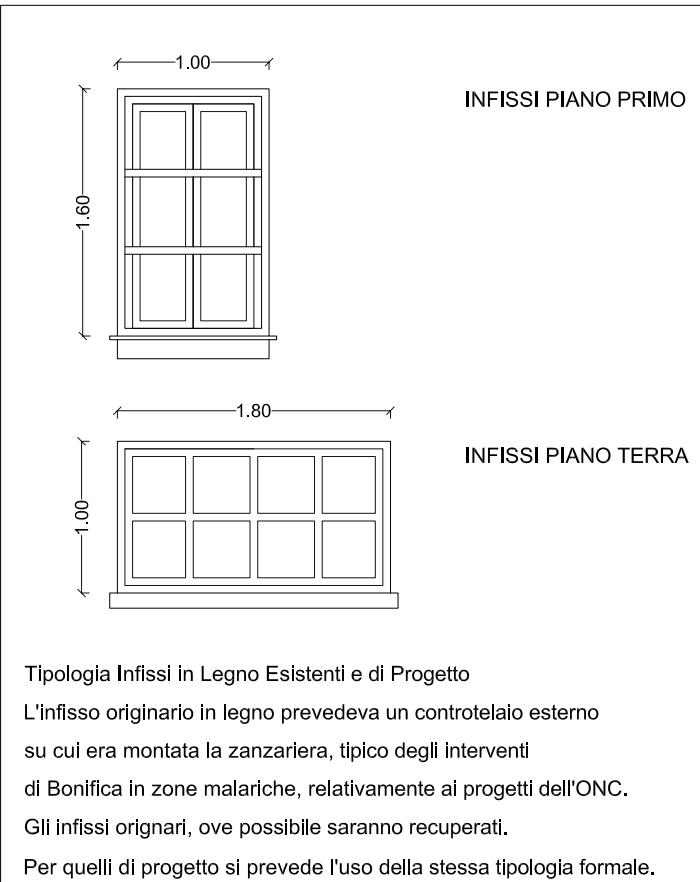 1.00
INFISSI PIANO PRIMO
1.60
1.80
INFISSI PIANO TERRA
1.00
Tipologia Infissi in Legno Esistenti e di Progetto
L'infisso originario in legno prevedeva un controtelaio esterno
su cui era montata la zanzariera, tipico degli interventi
di Bonifica in zone malariche, relativamente ai progetti dell'ONC.
Gli infissi orignari, ove possibile saranno recuperati.
Per quelli di progetto si prevede l'uso della stessa tipologia formale.